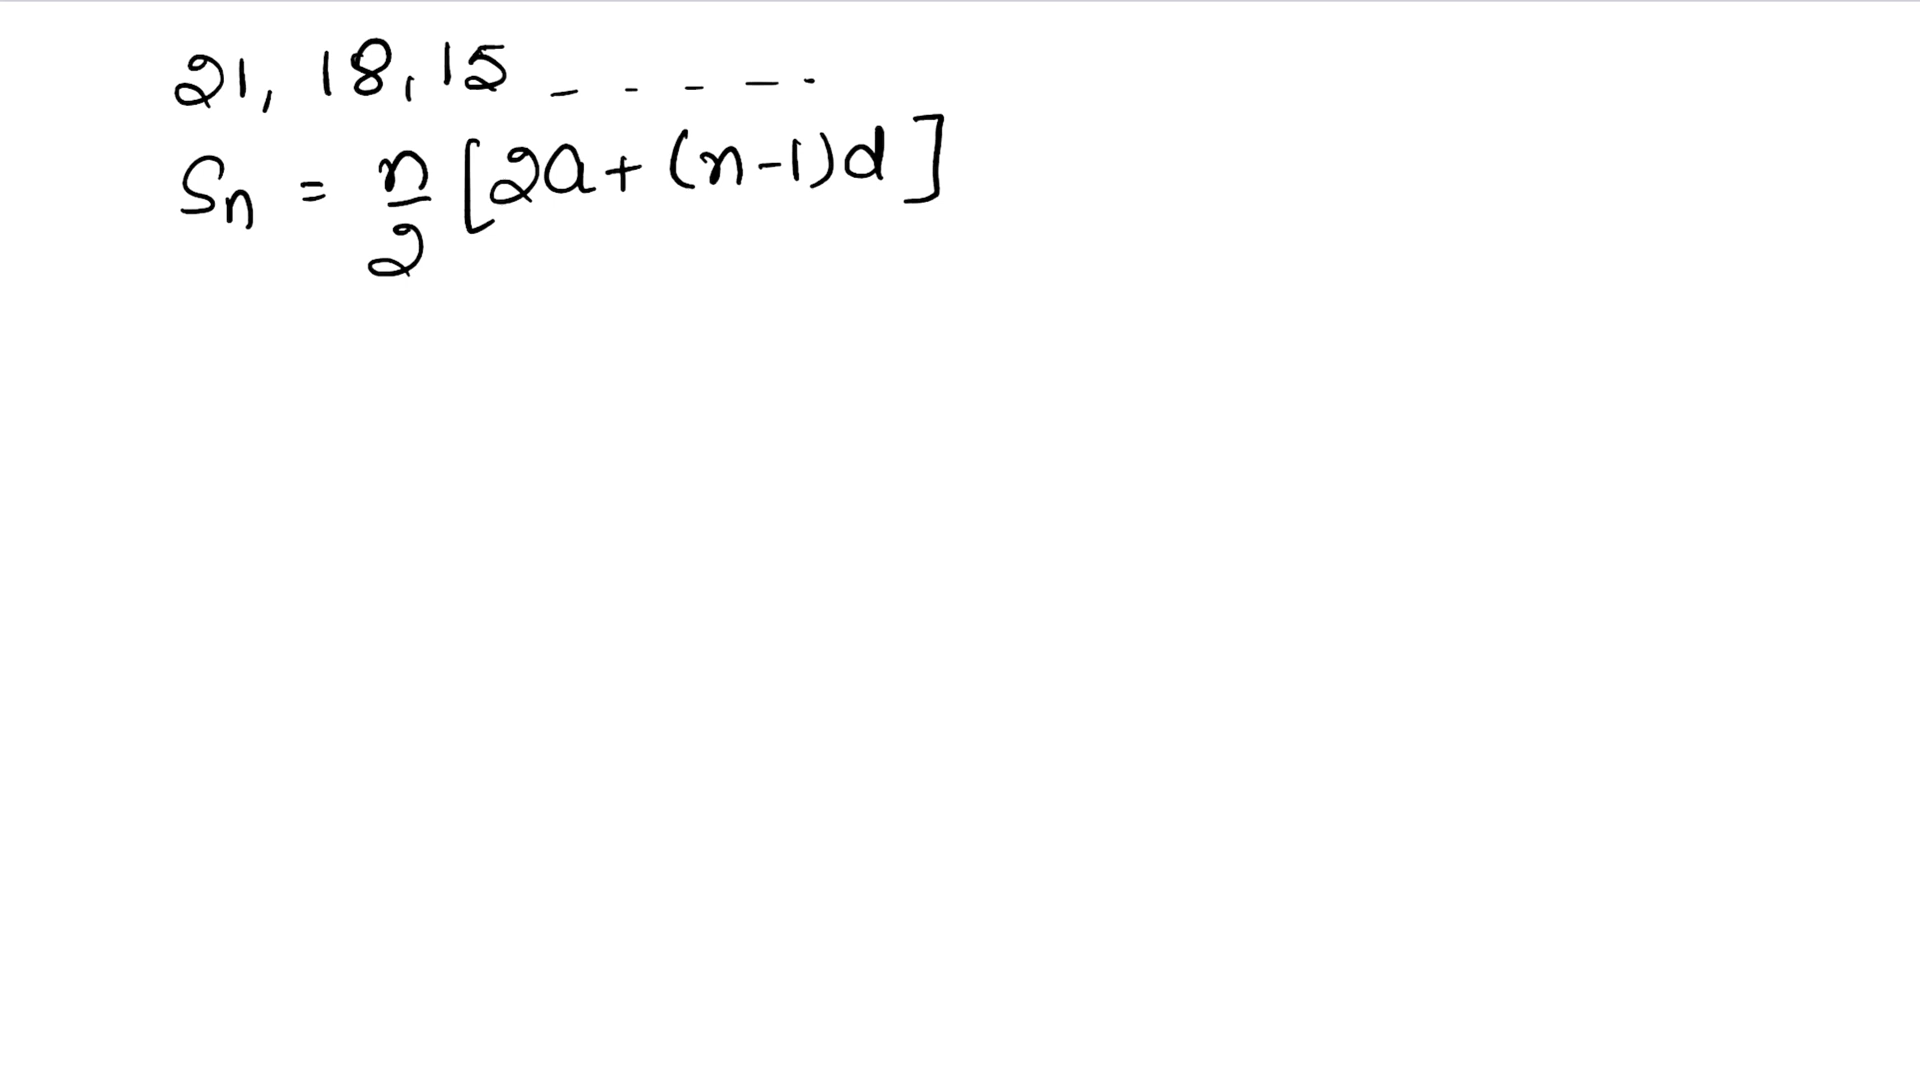 21, 18, 15 _ . _ _ .
Sn = n/2 [2a + (n-1)d]